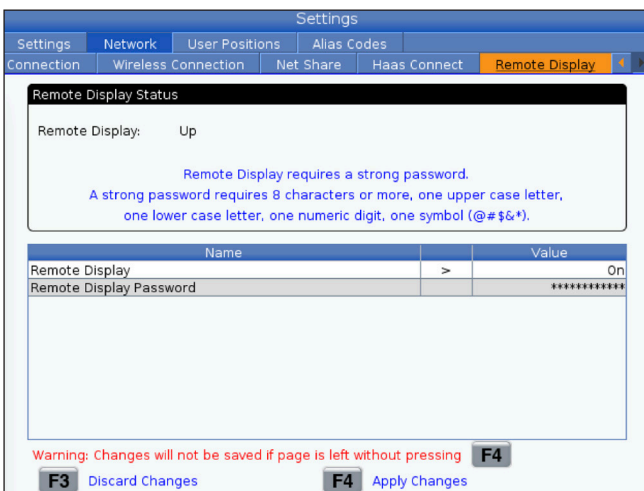 Settings
Settings Network User Positions Alias Codes
Connection Wireless Connection Net Share Haas Connect Remote Display
Remote Display Status
Remote Display: Up
Remote Display requires a strong password.
A strong password requires 8 characters or more, one upper case letter,
one lower case letter, one numeric digit, one symbol (@#$&*).
Name Value
Remote Display > On
Remote Display Password ************
Warning: Changes will not be saved if page is left without pressing F4
F3 Discard Changes F4 Apply Changes